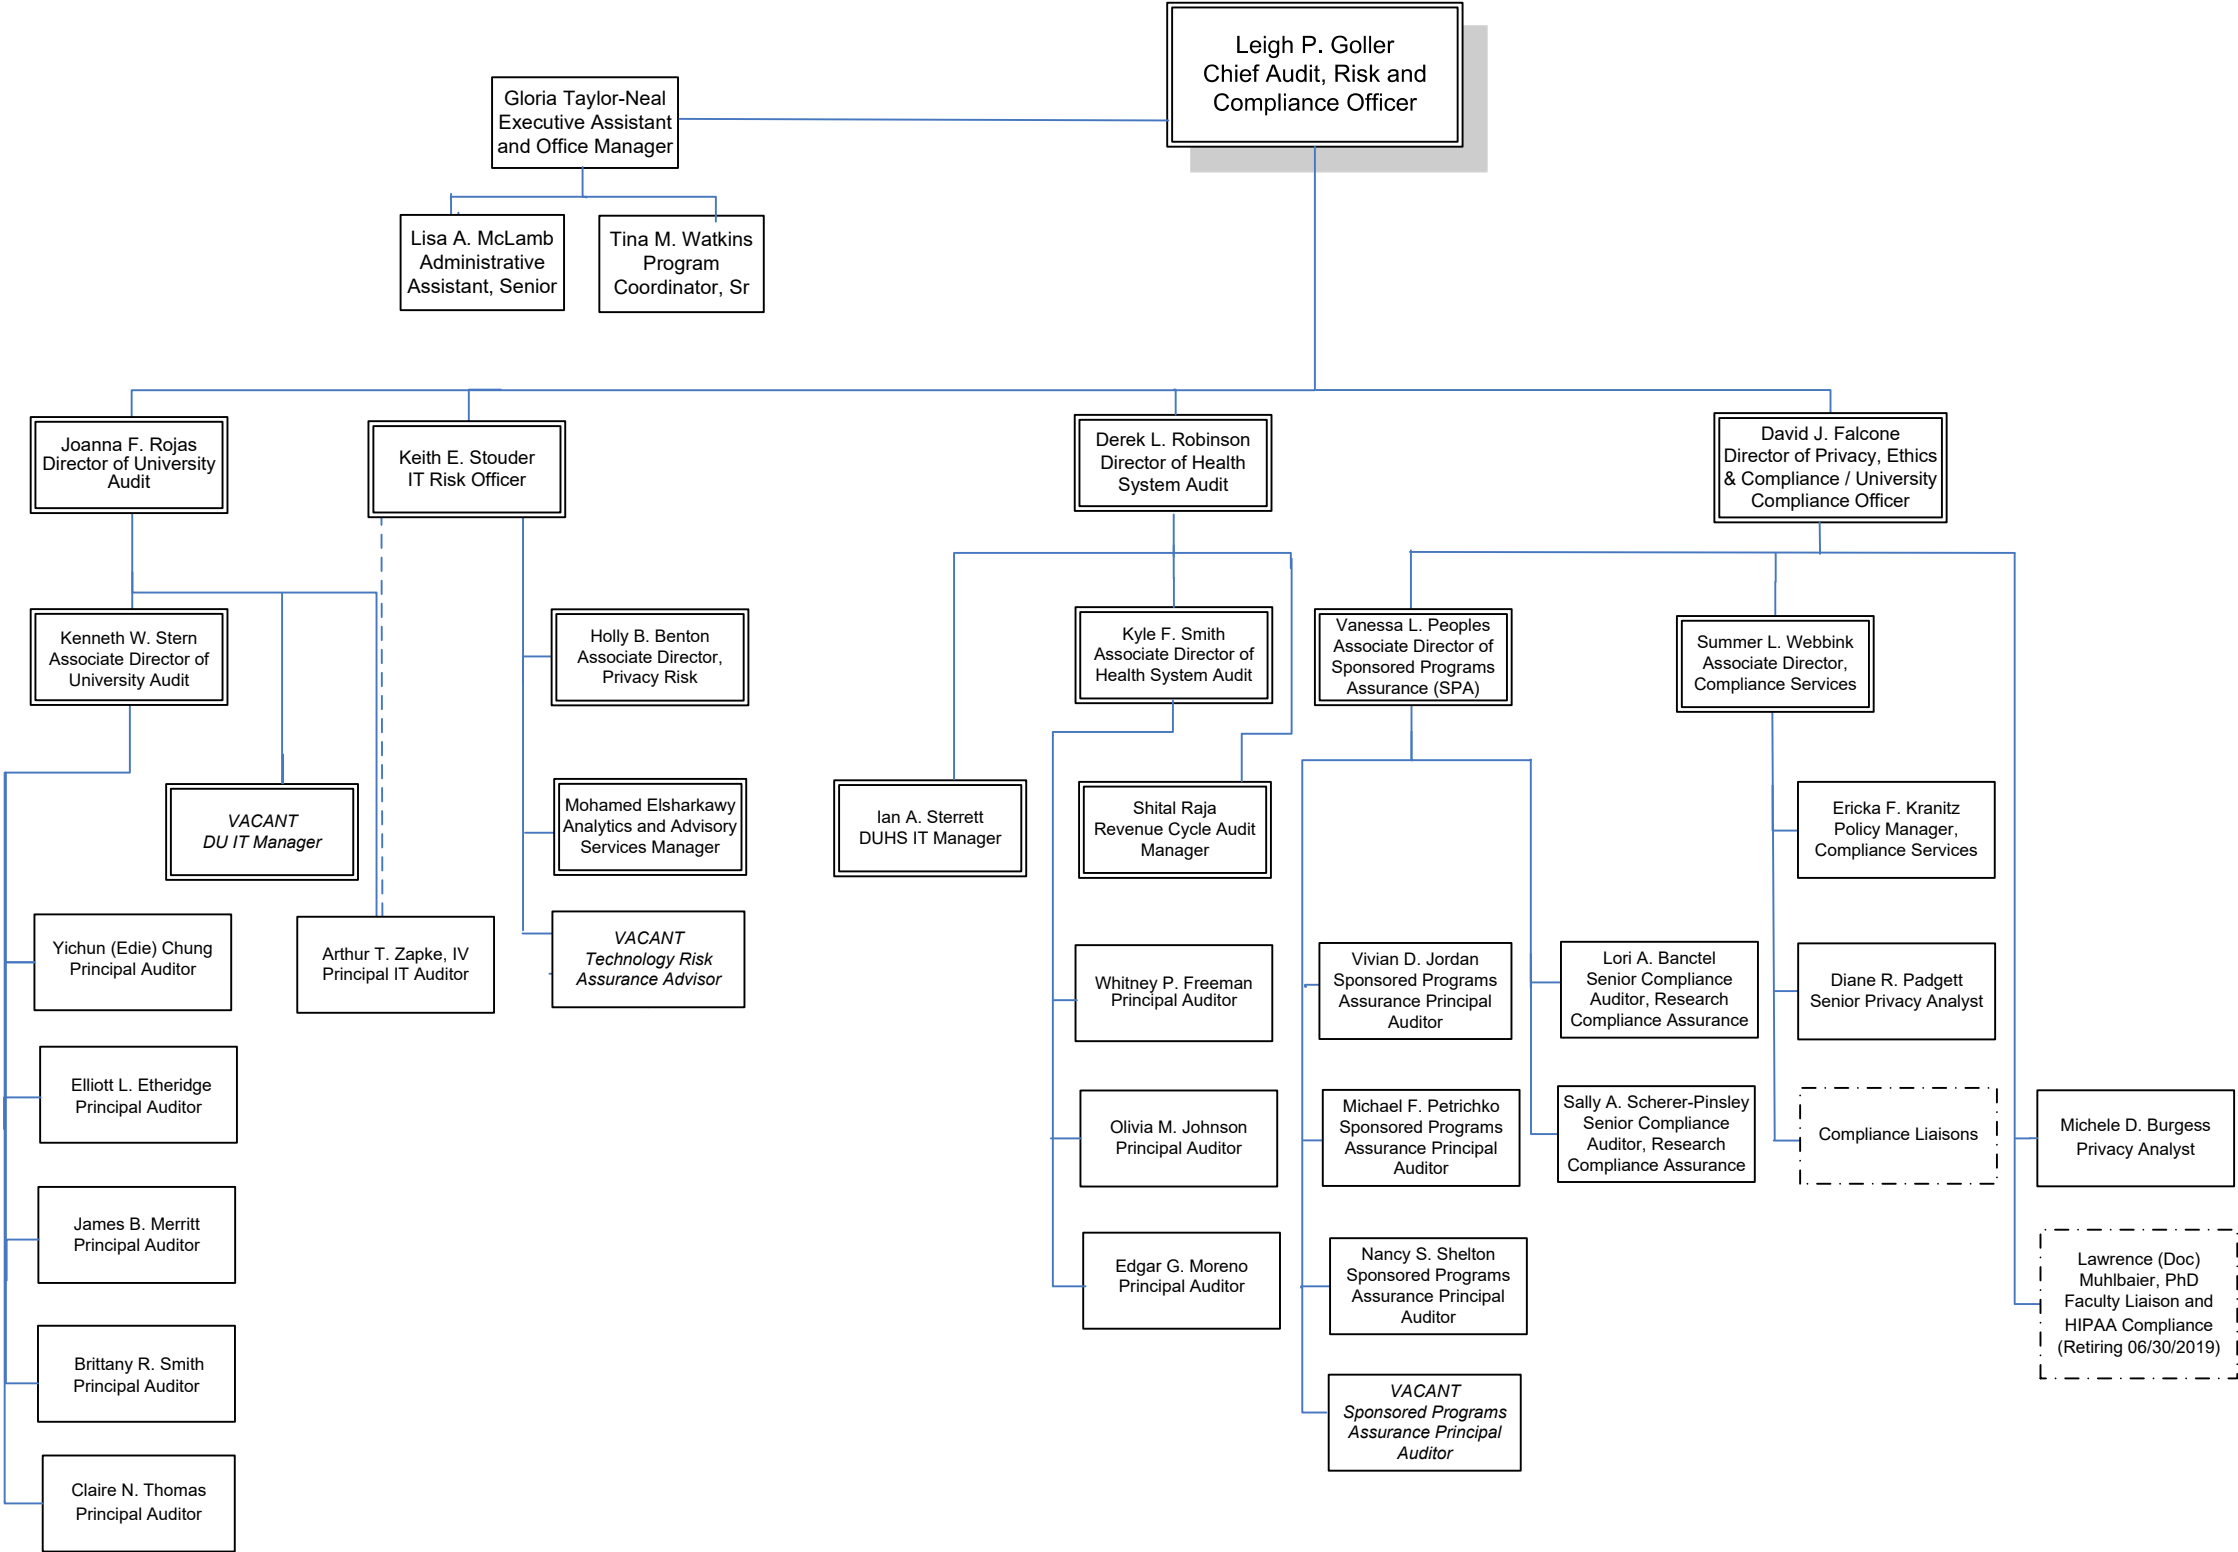 Leigh P. Goller
Chief Audit, Risk and
Compliance Officer
Gloria Taylor-Neal
Executive Assistant
and Office Manager
Lisa A. McLamb
Administrative
Assistant, Senior
Tina M. Watkins
Program
Coordinator, Sr
Joanna F. Rojas
Director of University
Audit
Keith E. Stouder
IT Risk Officer
Derek L. Robinson
Director of Health
System Audit
David J. Falcone
Director of Privacy, Ethics
& Compliance / University
Compliance Officer
Kenneth W. Stern
Associate Director of
University Audit
Holly B. Benton
Associate Director,
Privacy Risk
Kyle F. Smith
Associate Director of
Health System Audit
Vanessa L. Peoples
Associate Director of
Sponsored Programs
Assurance (SPA)
Summer L. Webbink
Associate Director,
Compliance Services
VACANT
DU IT Manager
Mohamed Elsharkawy
Analytics and Advisory
Services Manager
Ian A. Sterrett
DUHS IT Manager
Shital Raja
Revenue Cycle Audit
Manager
Ericka F. Kranitz
Policy Manager,
Compliance Services
Yichun (Edie) Chung
Principal Auditor
Arthur T. Zapke, IV
Principal IT Auditor
VACANT
Technology Risk
Assurance Advisor
Whitney P. Freeman
Principal Auditor
Vivian D. Jordan
Sponsored Programs
Assurance Principal
Auditor
Lori A. Banctel
Senior Compliance
Auditor, Research
Compliance Assurance
Diane R. Padgett
Senior Privacy Analyst
Elliott L. Etheridge
Principal Auditor
Olivia M. Johnson
Principal Auditor
Michael F. Petrichko
Sponsored Programs
Assurance Principal
Auditor
Sally A. Scherer-Pinsley
Senior Compliance
Auditor, Research
Compliance Assurance
Compliance Liaisons
Michele D. Burgess
Privacy Analyst
James B. Merritt
Principal Auditor
Edgar G. Moreno
Principal Auditor
Nancy S. Shelton
Sponsored Programs
Assurance Principal
Auditor
Lawrence (Doc)
Muhlbaier, PhD
Faculty Liaison and
HIPAA Compliance
(Retiring 06/30/2019)
Brittany R. Smith
Principal Auditor
VACANT
Sponsored Programs
Assurance Principal
Auditor
Claire N. Thomas
Principal Auditor